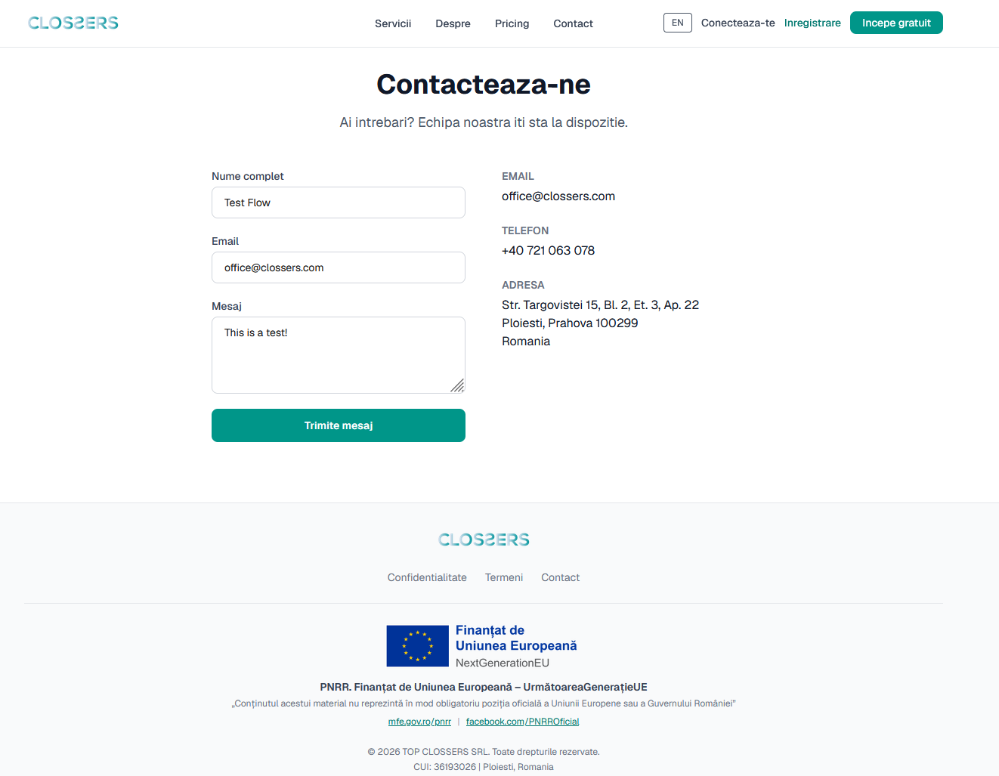 CLOSSERS
Servicii
Despre
Pricing
Contact
EN
Conecteaza-te
Inregistrare
Incepe gratuit
Contacteaza-ne
Ai intrebari? Echipa noastra iti sta la dispozitie.
Nume complet
Test Flow
Email
office@clossers.com
Mesaj
This is a test!
Trimite mesaj
EMAIL
office@clossers.com
TELEFON
+40 721 063 078
ADRESA
Str. Targovistei 15, Bl. 2, Et. 3, Ap. 22
Ploiesti, Prahova 100299
Romania
CLOSSERS
Confidentialitate
Termeni
Contact
Finanțat de
Uniunea Europeană
NextGenerationEU
PNRR. Finanțat de Uniunea Europeană – UrmătoareaGenerațieUE
„Conținutul acestui material nu reprezintă în mod obligatoriu poziția oficială a Uniunii Europene sau a Guvernului României”
mfe.gov.ro/pnrr | facebook.com/PNRROficial
© 2026 TOP CLOSSERS SRL. Toate drepturile rezervate.
CUI: 36193026 | Ploiesti, Romania